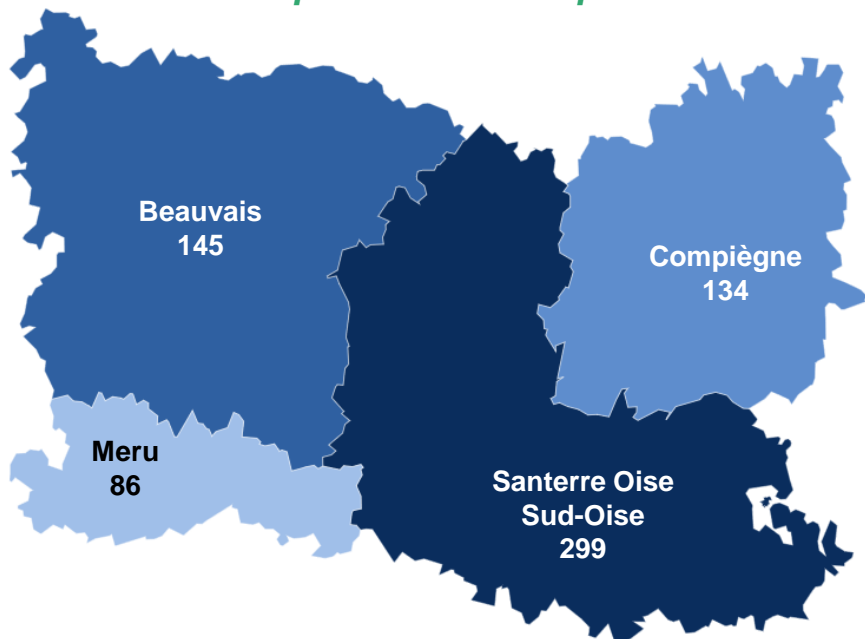 Beauvais
145
Compiègne
134
Meru
86
Santerre Oise
Sud-Oise
299